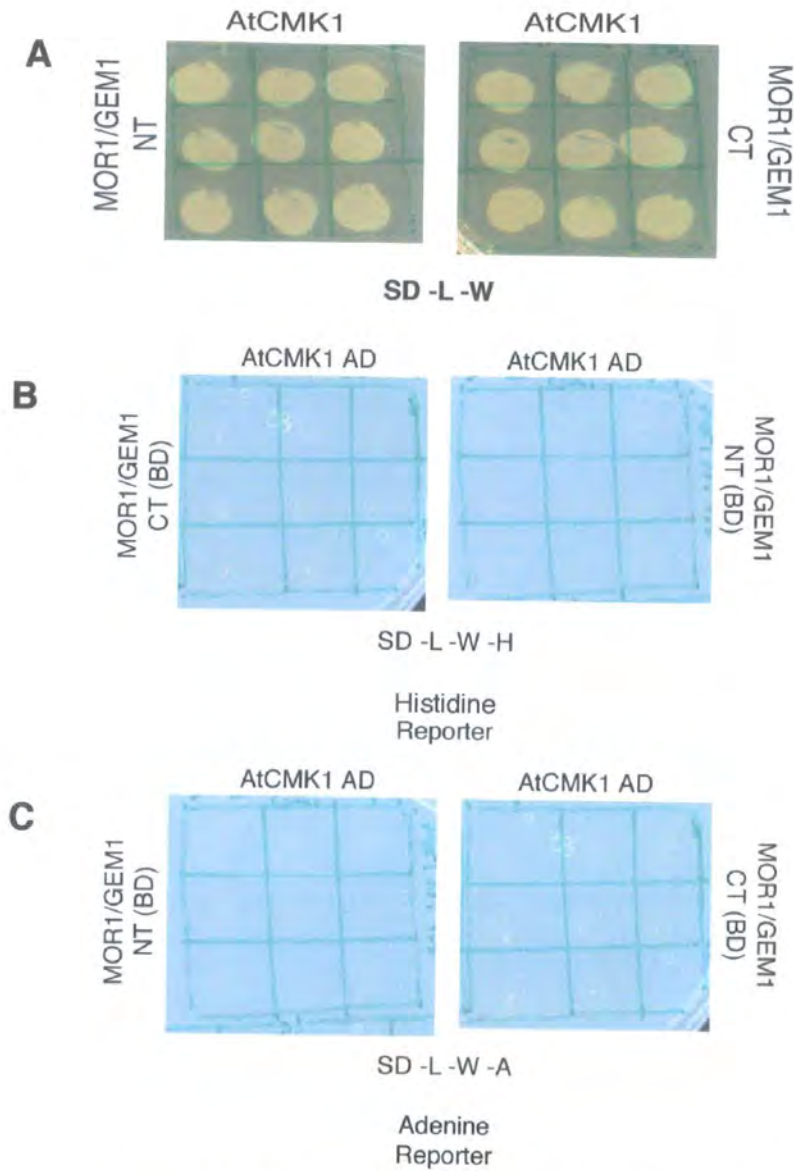 A
AtCMK1
AtCMK1
MOR1/GEM1
NT
MOR1/GEM1
CT
SD -L -W
B
AtCMK1 AD
AtCMK1 AD
MOR1/GEM1
CT (BD)
MOR1/GEM1
NT (BD)
SD -L -W -H
Histidine
Reporter
C
AtCMK1 AD
AtCMK1 AD
MOR1/GEM1
NT (BD)
MOR1/GEM1
CT (BD)
SD -L -W -A
Adenine
Reporter